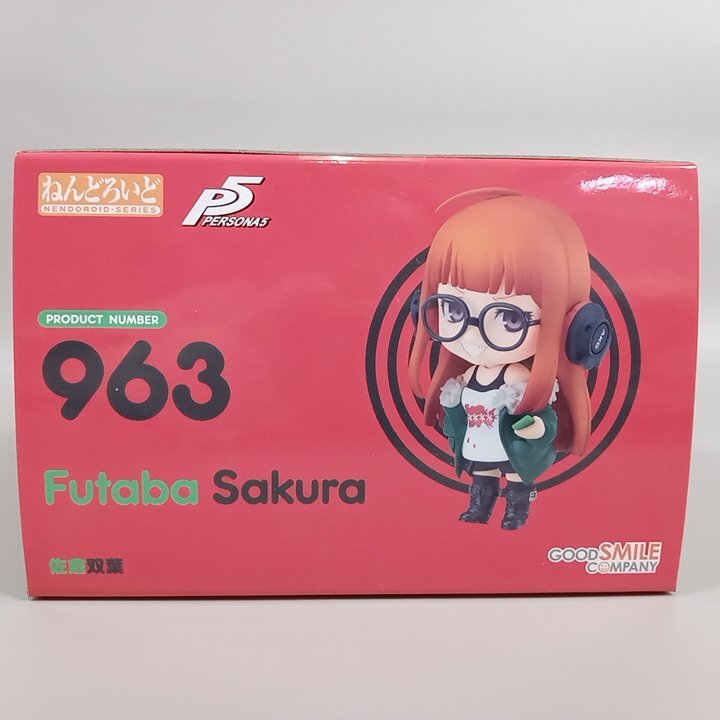 ねんどろいど
NENDOROID·SERIES
P5
PERSONA5
PRODUCT NUMBER
963
Futaba Sakura
佐倉双葉
AKG
GOOD SMILE
COMPANY